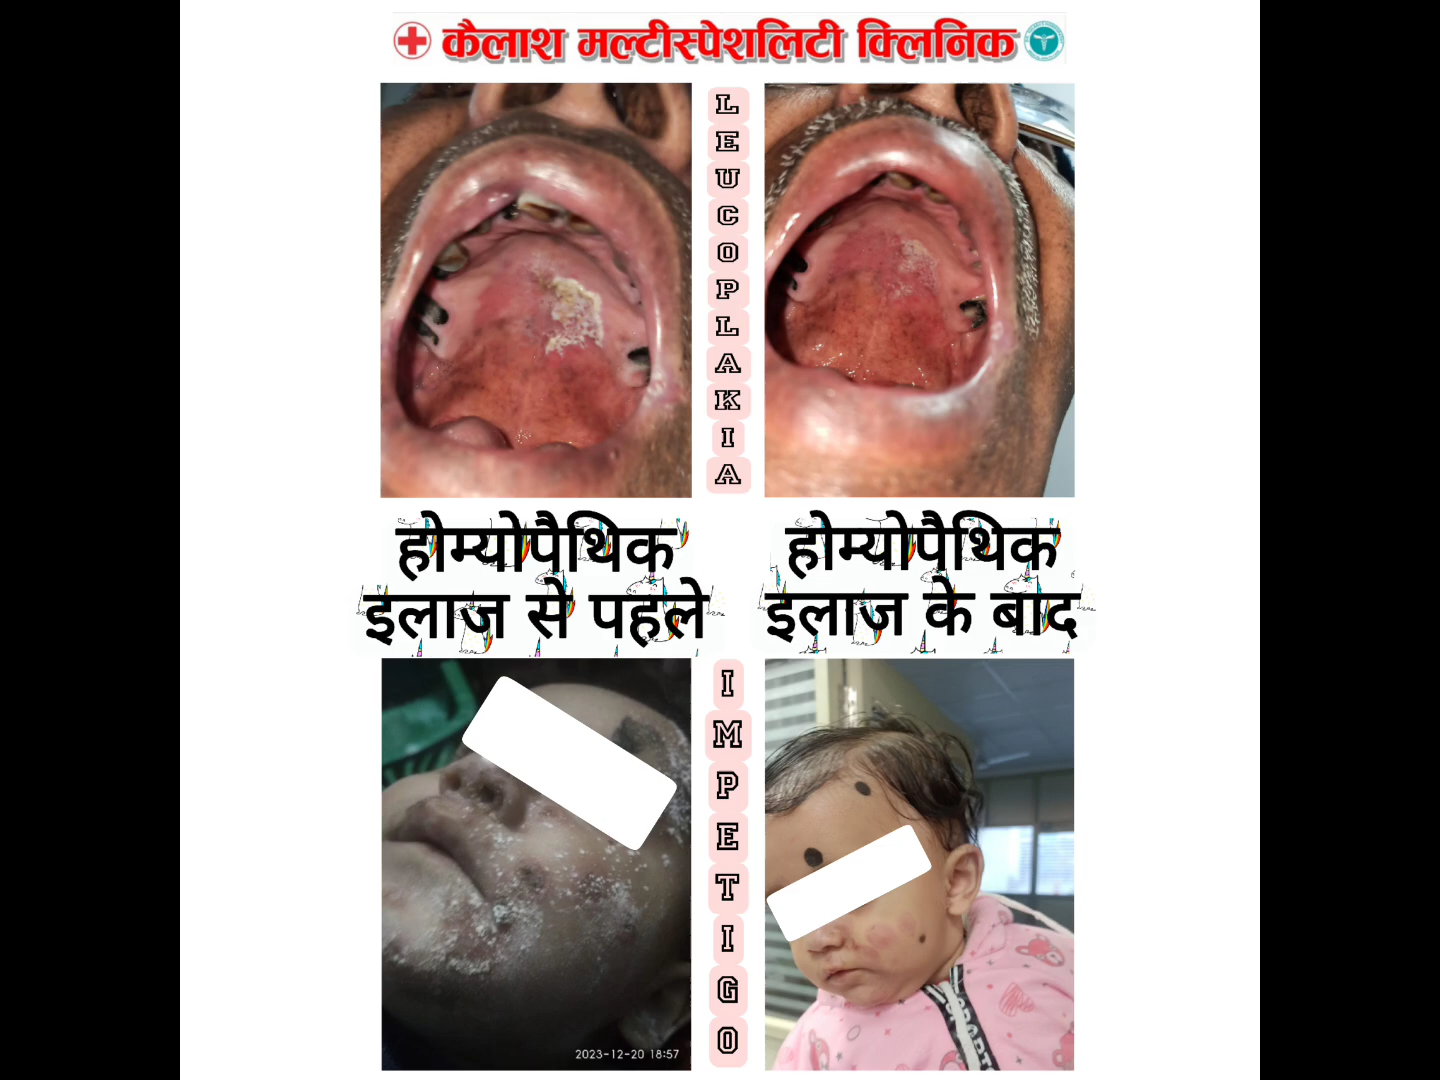 कैलाश मल्टीस्पेशलिटी क्लिनिक
LEUCOPLAKIA
होम्योपैथिक
इलाज से पहले
होम्योपैथिक
इलाज के बाद
IMPETIGO
2023-12-20 18:57